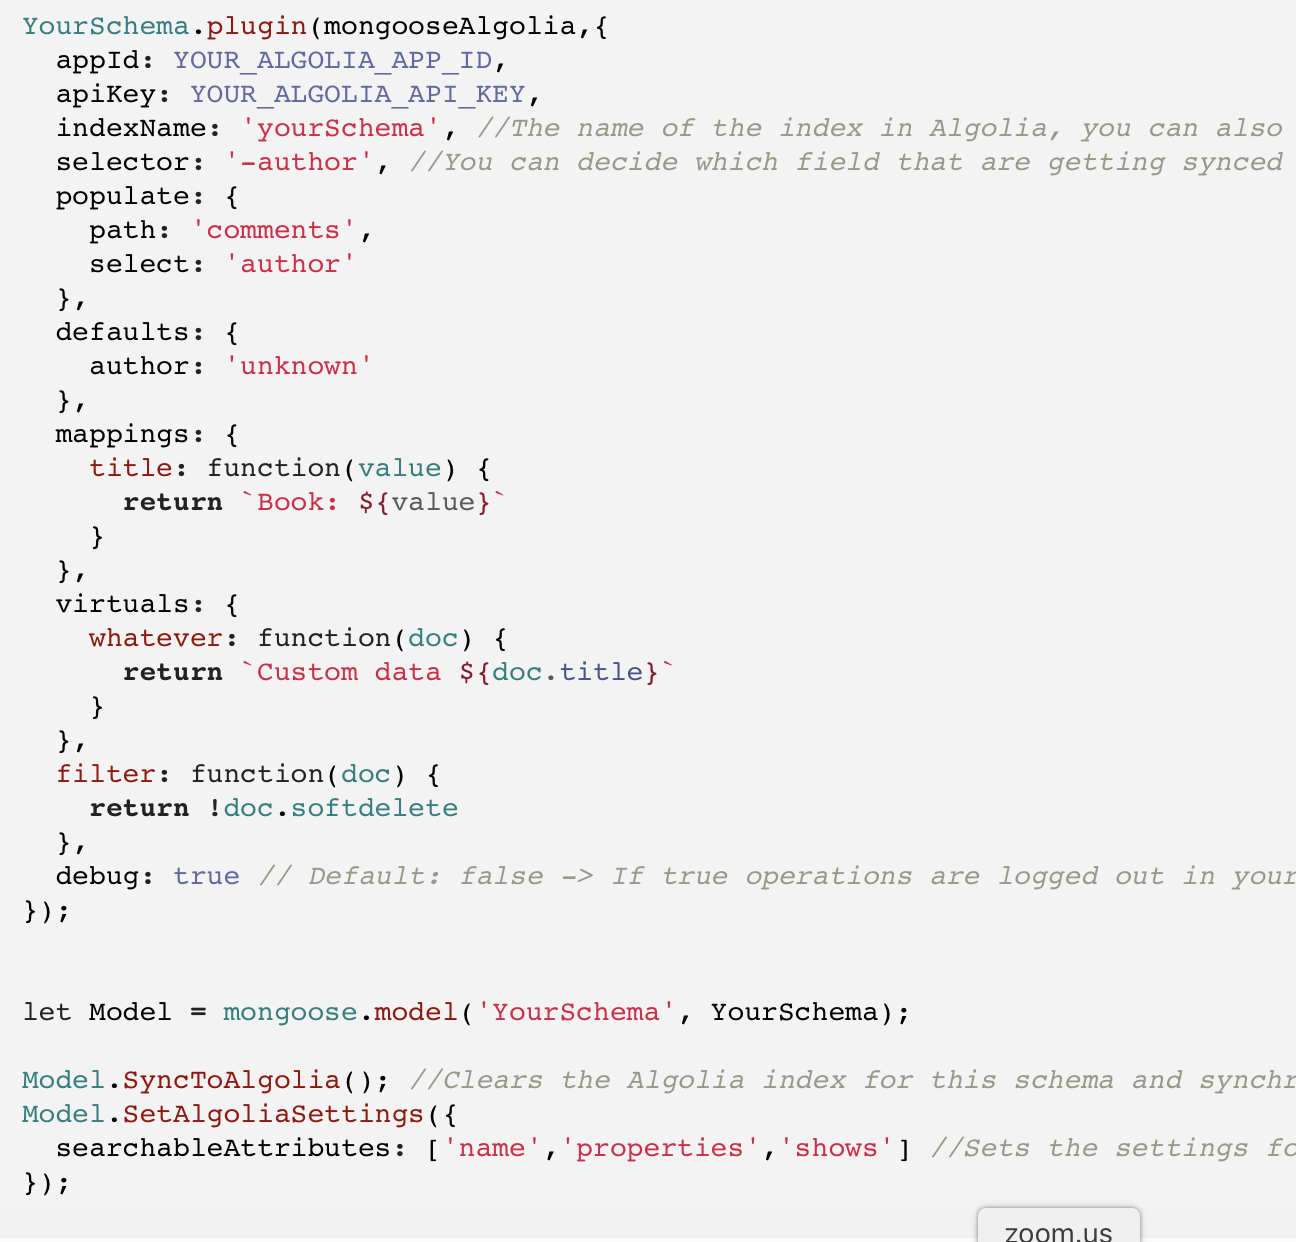 YourSchema.plugin(mongooseAlgolia,{
  appId: YOUR_ALGOLIA_APP_ID,
  apiKey: YOUR_ALGOLIA_API_KEY,
  indexName: 'yourSchema', //The name of the index in Algolia, you can also
  selector: '-author', //You can decide which field that are getting synced
  populate: {
    path: 'comments',
    select: 'author'
  },
  defaults: {
    author: 'unknown'
  },
  mappings: {
    title: function(value) {
      return `Book: ${value}`
    }
  },
  virtuals: {
    whatever: function(doc) {
      return `Custom data ${doc.title}`
    }
  },
  filter: function(doc) {
    return !doc.softdelete
  },
  debug: true // Default: false -> If true operations are logged out in your
});
let Model = mongoose.model('YourSchema', YourSchema);
Model.SyncToAlgolia(); //Clears the Algolia index for this schema and synchr
Model.SetAlgoliaSettings({
  searchableAttributes: ['name','properties','shows'] //Sets the settings fo
});
zoom.us